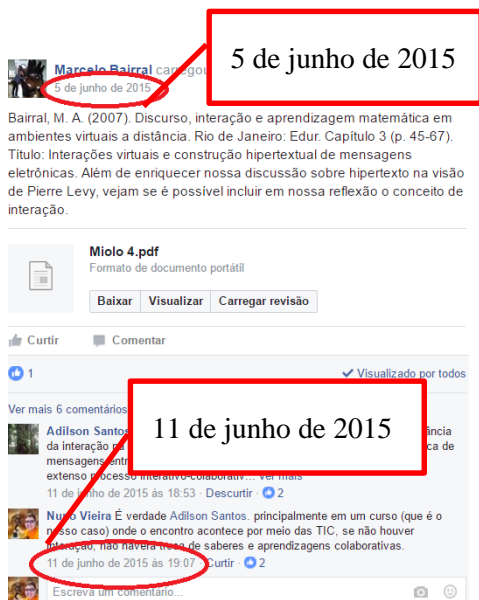 Marcelo Bairral carregou
5 de junho de 2015
5 de junho de 2015
Bairral, M. A. (2007). Discurso, interação e aprendizagem matemática em
ambientes virtuais a distância. Rio de Janeiro: Edur. Capítulo 3 (p. 45-67).
Título: Interações virtuais e construção hipertextual de mensagens
eletrônicas. Além de enriquecer nossa discussão sobre hipertexto na visão
de Pierre Levy, vejam se é possível incluir em nossa reflexão o conceito de
interação.
Miolo 4.pdf
Formato de documento portátil
Baixar Visualizar Carregar revisão
Curtir Comentar
1 Visualizado por todos
Ver mais 6 comentários
11 de junho de 2015
Adilson Santos
da interação
mensagens
extenso processo interativo-colaborativ... Ver mais
11 de junho de 2015 às 18:53 · Descurtir · 2
Nuno Vieira É verdade Adilson Santos. principalmente em um curso (que é o
nosso caso) onde o encontro acontece por meio das TIC, se não houver
interação, não haverá troca de saberes e aprendizagens colaborativas.
11 de junho de 2015 às 19:07 · Curtir · 2
Escreva um comentário...